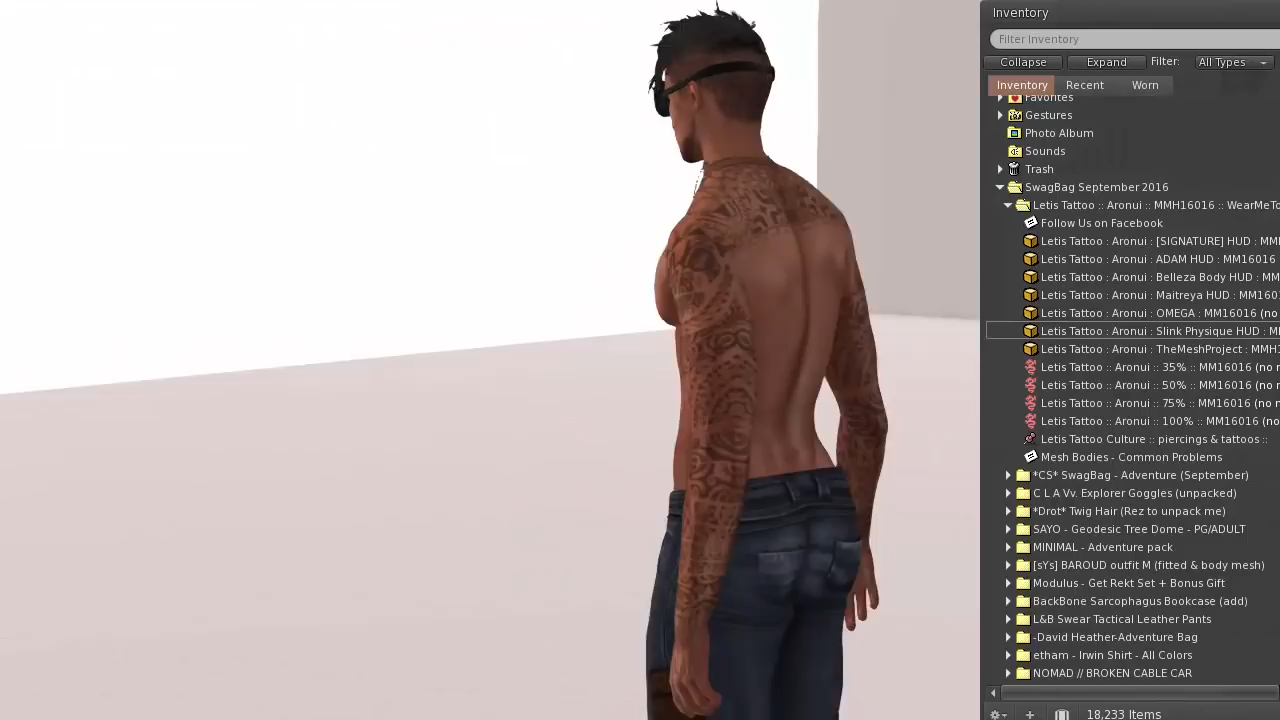 Inventory
Filter Inventory
Collapse Expand Filter: All Types
Inventory Recent Worn
Favorites
Gestures
Photo Album
Sounds
Trash
SwagBag September 2016
Letis Tattoo :: Aronui :: MMH16016 :: WearMeTo
Follow Us on Facebook
Letis Tattoo : Aronui : [SIGNATURE] HUD : MM
Letis Tattoo : Aronui : ADAM HUD : MM16016
Letis Tattoo : Aronui : Belleza Body HUD : MM
Letis Tattoo : Aronui : Maitreya HUD : MM160
Letis Tattoo : Aronui : OMEGA : MM16016 (no
Letis Tattoo : Aronui : Slink Physique HUD : M
Letis Tattoo : Aronui : TheMeshProject : MMH
Letis Tattoo :: Aronui :: 35% :: MM16016 (no
Letis Tattoo :: Aronui :: 50% :: MM16016 (no
Letis Tattoo :: Aronui :: 75% :: MM16016 (no
Letis Tattoo :: Aronui :: 100% :: MM16016 (no
Letis Tattoo Culture :: piercings & tattoos ::
Mesh Bodies - Common Problems
*CS* SwagBag - Adventure (September)
C L A Vv. Explorer Goggles (unpacked)
*Drot* Twig Hair (Rez to unpack me)
SAYO - Geodesic Tree Dome - PG/ADULT
MINIMAL - Adventure pack
[sYs] BAROUD outfit M (fitted & body mesh)
Modulus - Get Rekt Set + Bonus Gift
BackBone Sarcophagus Bookcase (add)
L&B Swear Tactical Leather Pants
-David Heather-Adventure Bag
etham - Irwin Shirt - All Colors
NOMAD // BROKEN CABLE CAR
18,233 Items